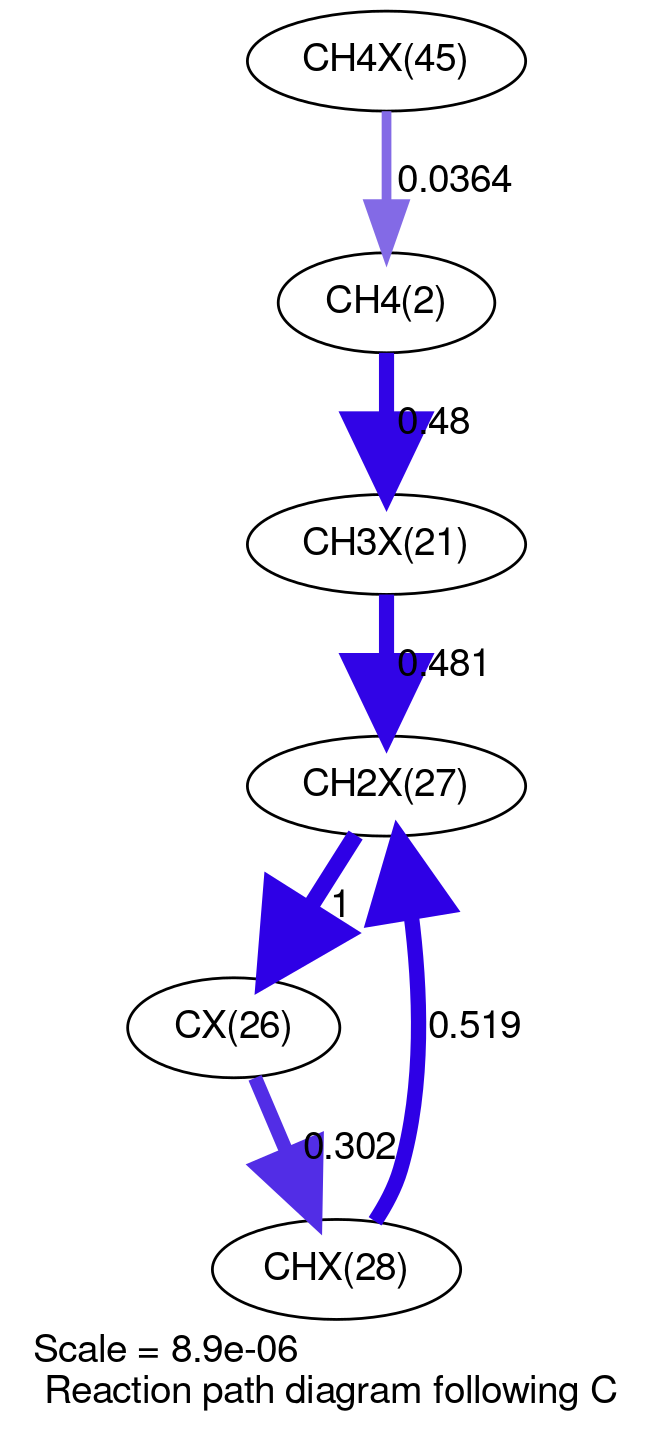 CH4X(45)
0.0364
CH4(2)
0.48
CH3X(21)
0.481
CH2X(27)
1
CX(26)
0.519
0.302
CHX(28)
Scale = 8.9e-06
Reaction path diagram following C